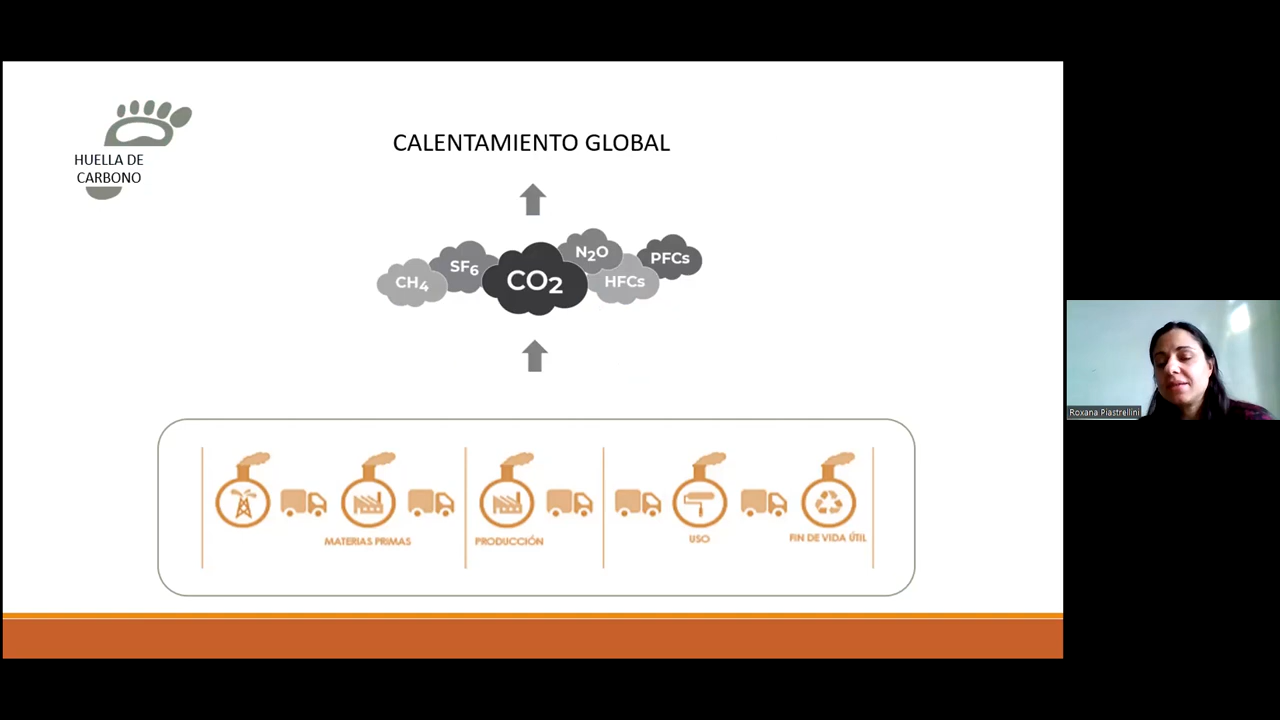 HUELLA DE
CARBONO
CALENTAMIENTO GLOBAL
CH4
SF6
CO2
N2O
HFCs
PFCs
MATERIAS PRIMAS
PRODUCCIÓN
USO
FIN DE VIDA ÚTIL
Roxana Piastrellini